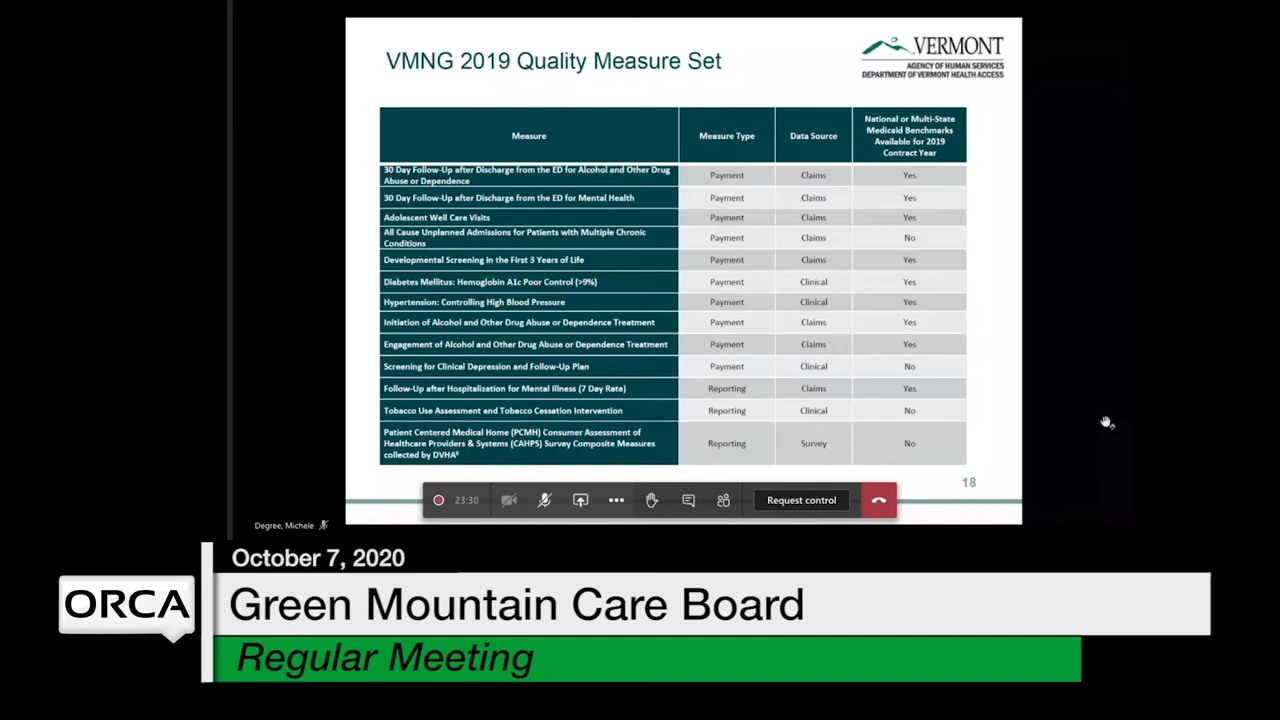 VMNG 2019 Quality Measure Set
VERMONT
AGENCY OF HUMAN SERVICES
DEPARTMENT OF VERMONT HEALTH ACCESS
Measure
Measure Type
Data Source
National or Multi-State
Medicaid Benchmarks
Available for 2019
Contract Year
30 Day Follow-Up after Discharge from the ED for Alcohol and Other Drug
Abuse or Dependence
Payment
Claims
Yes
30 Day Follow-Up after Discharge from the ED for Mental Health
Payment
Claims
Yes
Adolescent Well Care Visits
Payment
Claims
Yes
All Cause Unplanned Admissions for Patients with Multiple Chronic
Conditions
Payment
Claims
No
Developmental Screening in the First 3 Years of Life
Payment
Claims
Yes
Diabetes Mellitus: Hemoglobin A1c Poor Control (>9%)
Payment
Clinical
Yes
Hypertension: Controlling High Blood Pressure
Payment
Clinical
Yes
Initiation of Alcohol and Other Drug Abuse or Dependence Treatment
Payment
Claims
Yes
Engagement of Alcohol and Other Drug Abuse or Dependence Treatment
Payment
Claims
Yes
Screening for Clinical Depression and Follow-Up Plan
Payment
Clinical
No
Follow-Up after Hospitalization for Mental Illness (7 Day Rate)
Reporting
Claims
Yes
Tobacco Use Assessment and Tobacco Cessation Intervention
Reporting
Clinical
No
Patient Centered Medical Home (PCMH) Consumer Assessment of
Healthcare Providers & Systems (CAHPS) Survey Composite Measures
collected by DVHA§
Reporting
Survey
No
18
23:30
Request control
Degree, Michele
October 7, 2020
ORCA
Green Mountain Care Board
Regular Meeting